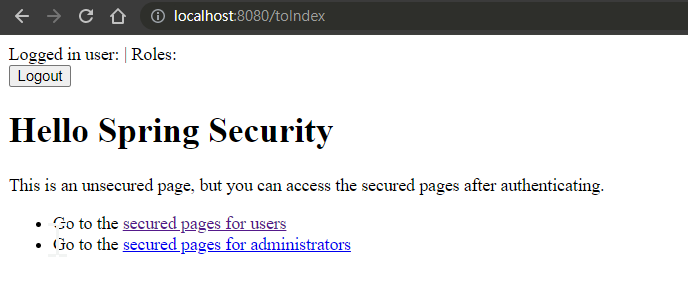 localhost:8080/toIndex
Logged in user: | Roles:
Logout
Hello Spring Security
This is an unsecured page, but you can access the secured pages after authenticating.
Go to the secured pages for users
Go to the secured pages for administrators